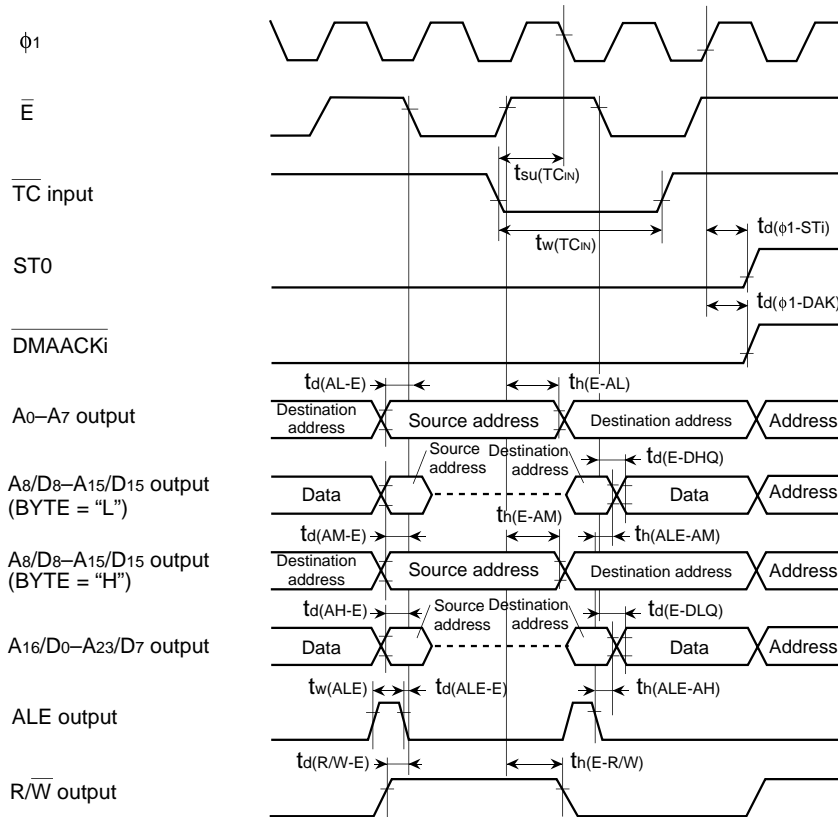 ϕ1
E̅
tsu(TCIN)
T̅C̅ input
tw(TCIN)
td(ϕ1-STi)
ST0
td(ϕ1-DAK)
D̅M̅A̅A̅C̅K̅i̅
td(AL-E)
th(E-AL)
A0–A7 output
Destination address
Source address
Destination address
Address
Source address
Destination address
td(E-DHQ)
A8/D8–A15/D15 output
(BYTE = “L”)
Data
Data
Address
td(AM-E)
th(E-AM)
th(ALE-AM)
A8/D8–A15/D15 output
(BYTE = “H”)
Destination address
Source address
Destination address
Address
td(AH-E)
Source address
Destination address
td(E-DLQ)
A16/D0–A23/D7 output
Data
Data
Address
tw(ALE)
td(ALE-E)
th(ALE-AH)
ALE output
td(R/W-E)
th(E-R/W)
R/W̅ output